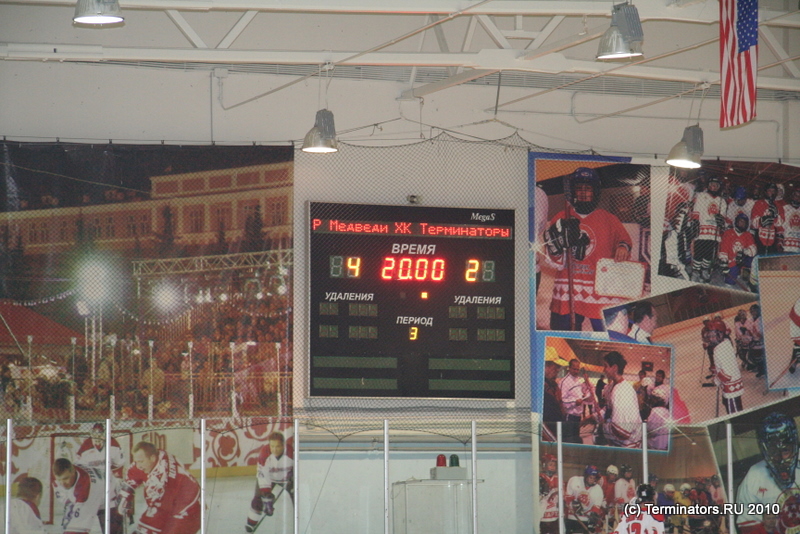 MegaS
Р Медведи ХК Терминаторы
ВРЕМЯ
4 20.00 2
УДАЛЕНИЯ УДАЛЕНИЯ
ПЕРИОД
3
(c) Terminators.RU 2010